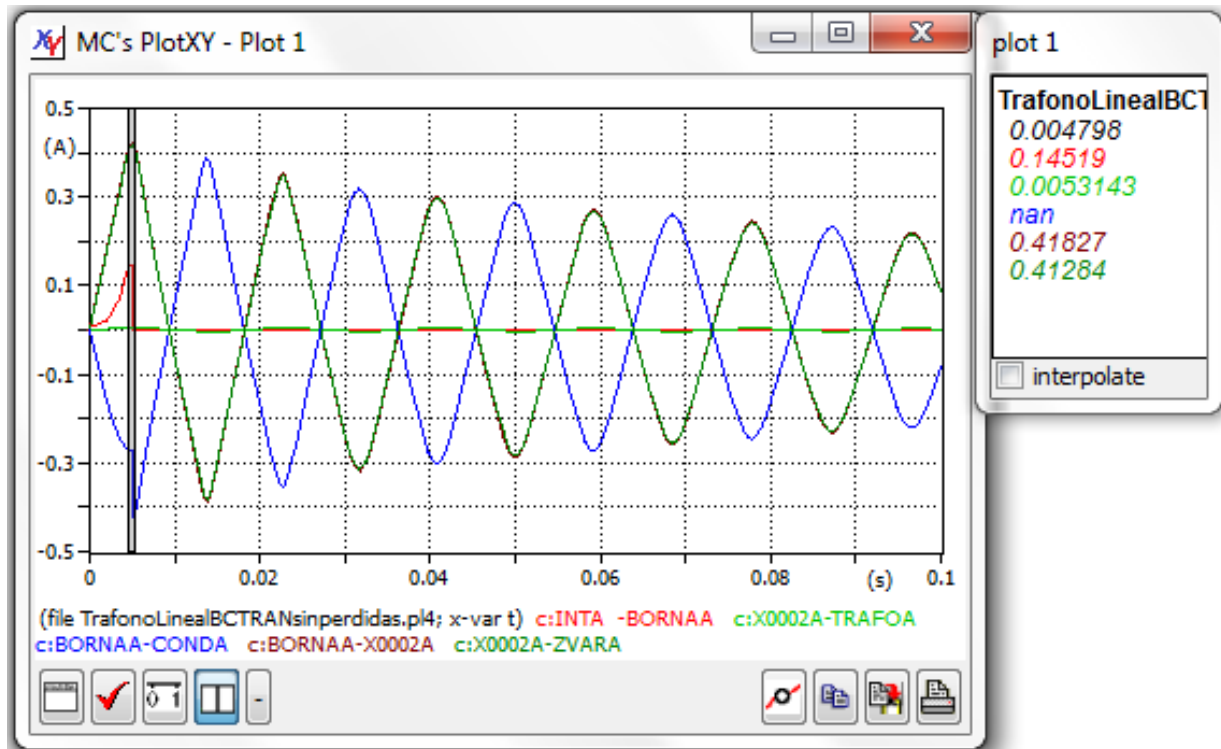 MC's PlotXY - Plot 1
0.5
(A)
0.3
0.1
-0.1
-0.3
-0.5
0 0.02 0.04 0.06 0.08 (s) 0.1
(file TrafonoLinealBCTRANsinperdidas.pl4; x-var t) c:INTA -BORNAA c:X0002A-TRAFOA
c:BORNAA-CONDA c:BORNAA-X0002A c:X0002A-ZVARA
0 1
-
plot 1
TrafonoLinealBCT
0.004798
0.14519
0.0053143
nan
0.41827
0.41284
interpolate